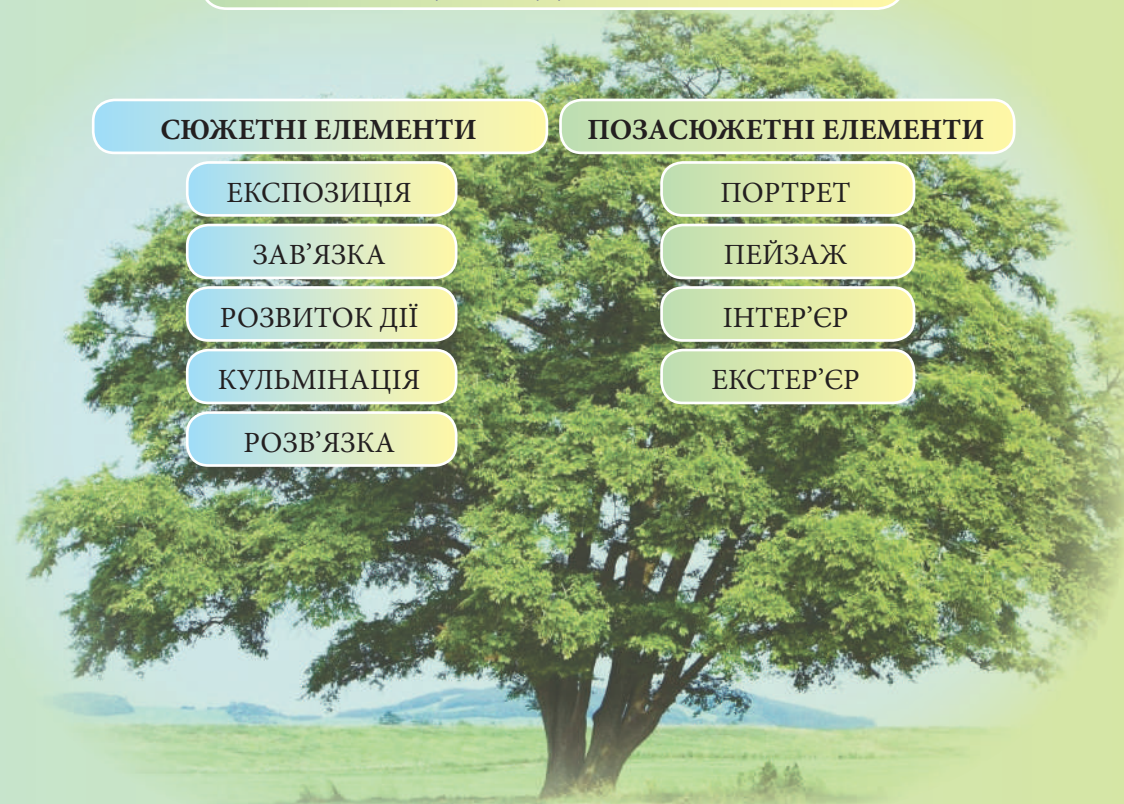 СЮЖЕТНІ ЕЛЕМЕНТИ
ЕКСПОЗИЦІЯ
ЗАВ’ЯЗКА
РОЗВИТОК ДІЇ
КУЛЬМІНАЦІЯ
РОЗВ’ЯЗКА
ПОЗАСЮЖЕТНІ ЕЛЕМЕНТИ
ПОРТРЕТ
ПЕЙЗАЖ
ІНТЕР’ЄР
ЕКСТЕР’ЄР